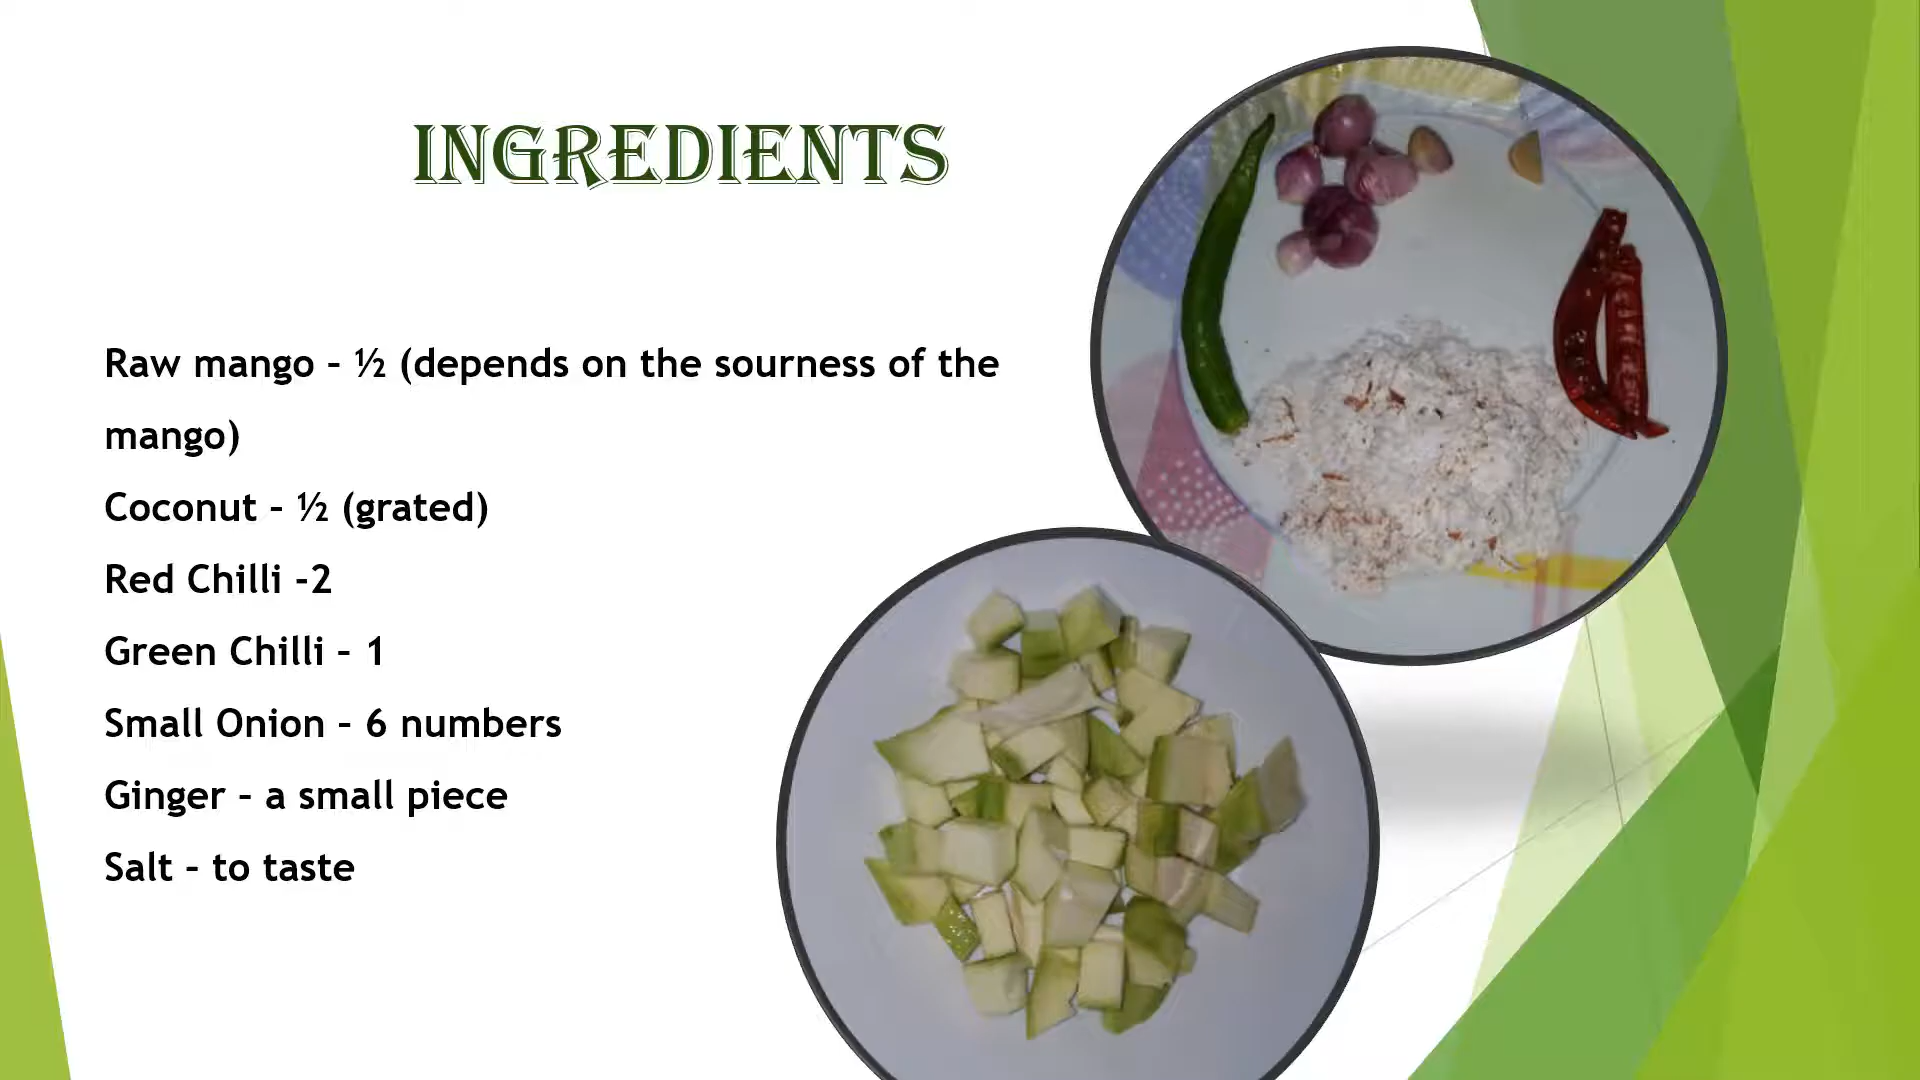 INGREDIENTS
Raw mango – ½ (depends on the sourness of the
mango)
Coconut – ½ (grated)
Red Chilli –2
Green Chilli – 1
Small Onion – 6 numbers
Ginger – a small piece
Salt – to taste